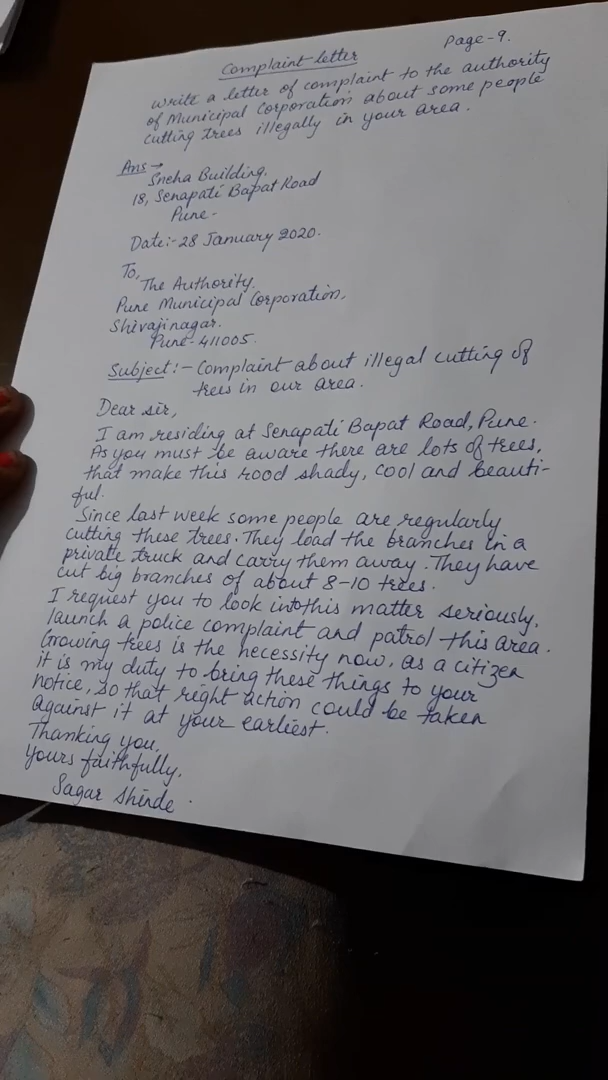 Page-9.
Complaint letter
write a letter of complaint to the authority
of Municipal Corporation about some people
cutting trees illegally in your area.
Ans →
Sneha Building,
18, Senapati Bapat Road
Pune-
Date:- 28 January 2020.
To,
The Authority,
Pune Municipal Corporation,
Shivajinagar.
Pune-411005.
Subject:- Complaint about illegal cutting of
trees in our area.
Dear sir,
I am residing at Senapati Bapat Road, Pune.
As you must be aware there are lots of trees,
that make this rood shady, cool and beauti-
ful.
Since last week some people are regularly
cutting these trees. They load the branches in a
private truck and carry them away. They have
cut big branches of about 8-10 trees.
I request you to look into this matter seriously,
launch a police complaint and patrol this area.
Growing trees is the necessity now, as a citizen
it is my duty to bring these things to your
notice, so that right action could be taken
against it at your earliest.
Thanking you,
Yours faithfully,
Sagar Shinde.